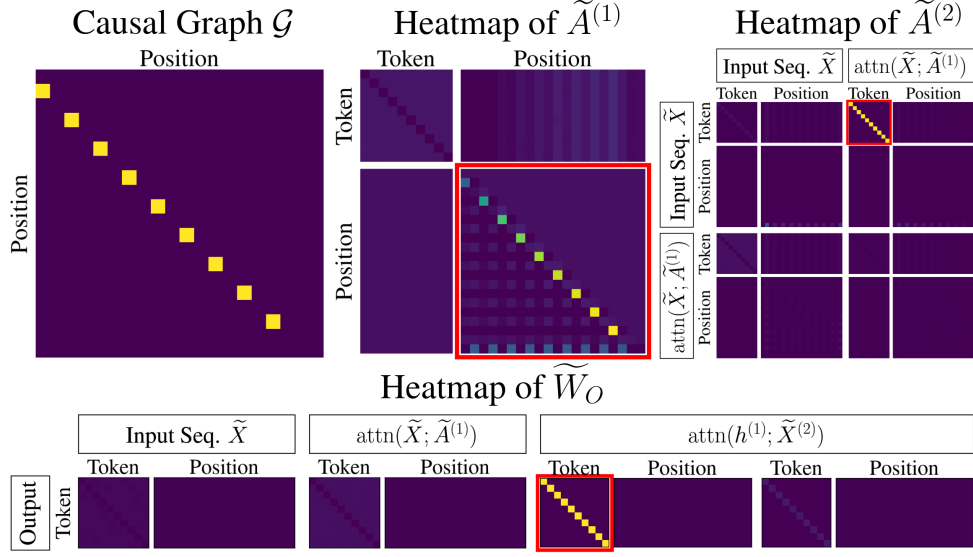 Causal Graph 𝒢
Position
Position
Heatmap of Ã⁽¹⁾
Token
Position
Token
Position
Heatmap of Ã⁽²⁾
Input Seq. X̃
attn(X̃; Ã⁽¹⁾)
Token
Position
Token
Position
Input Seq. X̃
Token
Position
attn(X̃; Ã⁽¹⁾)
Token
Position
Heatmap of W̃_O
Input Seq. X̃
attn(X̃; Ã⁽¹⁾)
attn(h⁽¹⁾; X̃⁽²⁾)
Token
Position
Token
Position
Token
Position
Token
Position
Output
Token